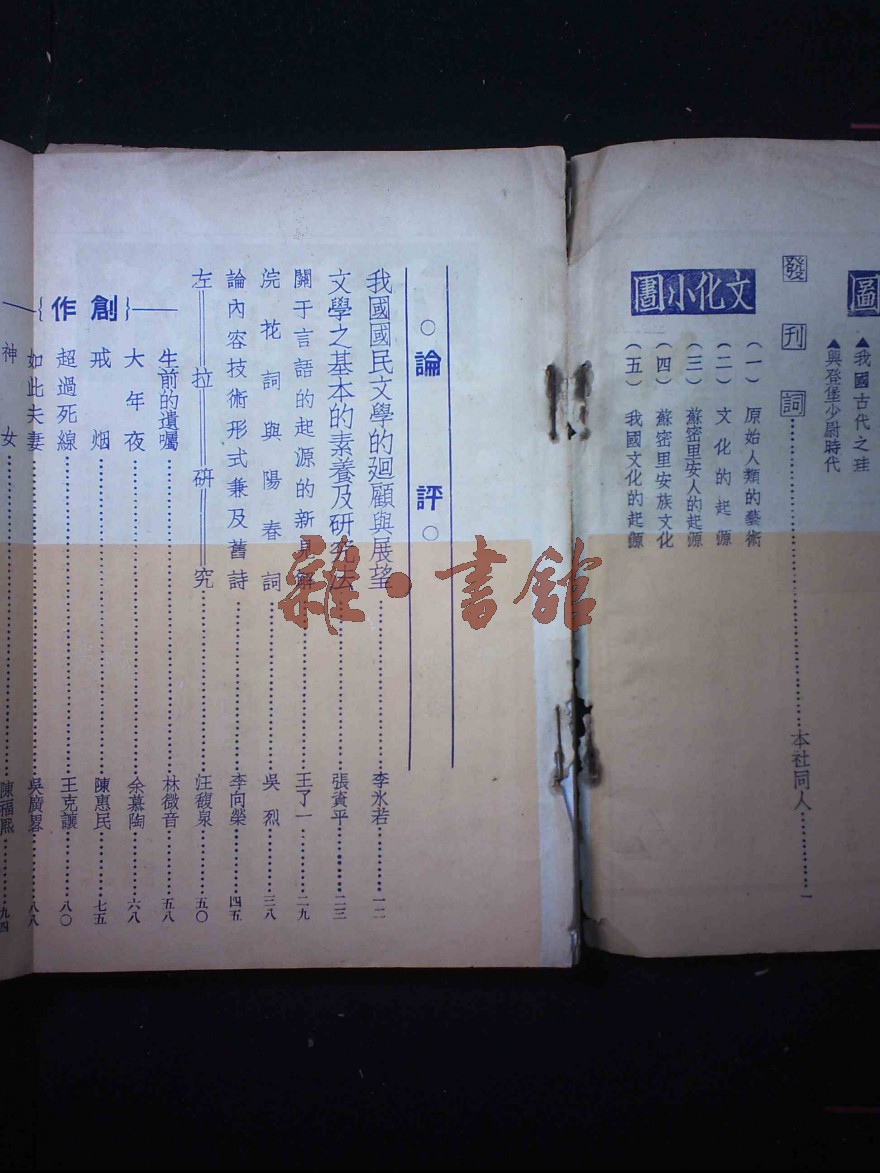 圖
▲我國古代之珪
▲興登堡少尉時代
發刊詞…………本社同人…………一
文化小圕
(一) 原始人類的藝術
(二) 文化的起源
(三) 蘇密里安人的起源
(四) 蘇密里安族文化
(五) 我國文化的起源
○論評○
我國國民文學的廻顧與展望…………李氷若…………一二
文學之基本的素養及研究法…………張資平…………二三
關于言語的起源的新見解…………王了一…………二九
浣花詞與陽春詞…………吳烈…………三八
論內容技術形式兼及舊詩…………李向榮…………四五
左拉研究…………汪馥泉…………五〇
創作
生前的遺囑…………林微音…………五八
大年夜…………余慕陶…………六八
戒烟…………陳惠民…………七五
超過死線…………王克讓…………八〇
如此夫妻…………吳廣畧…………八八
神女…………陳福熙…………九四
雜·書館